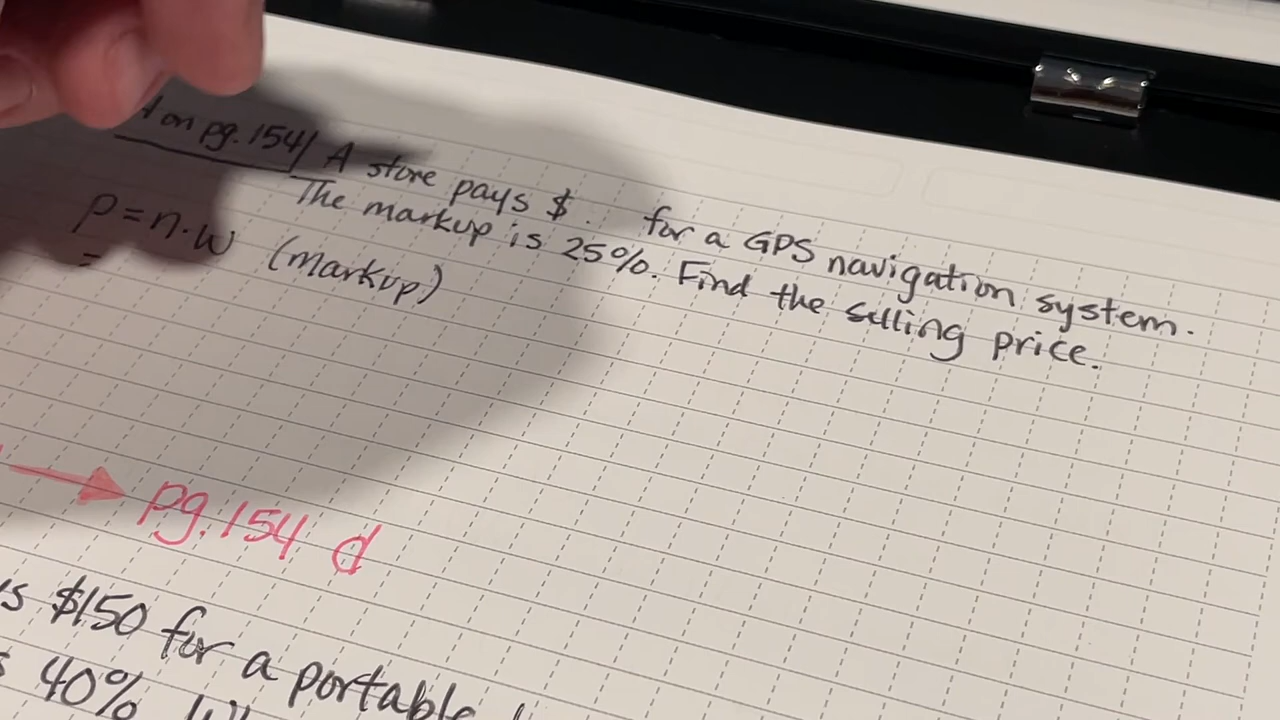 on pg. 154/ A store pays $ . for a GPS navigation system.
The markup is 25%. Find the selling price.
p = n · w (markup)
=
pg. 154 d
$150 for a portable
40%